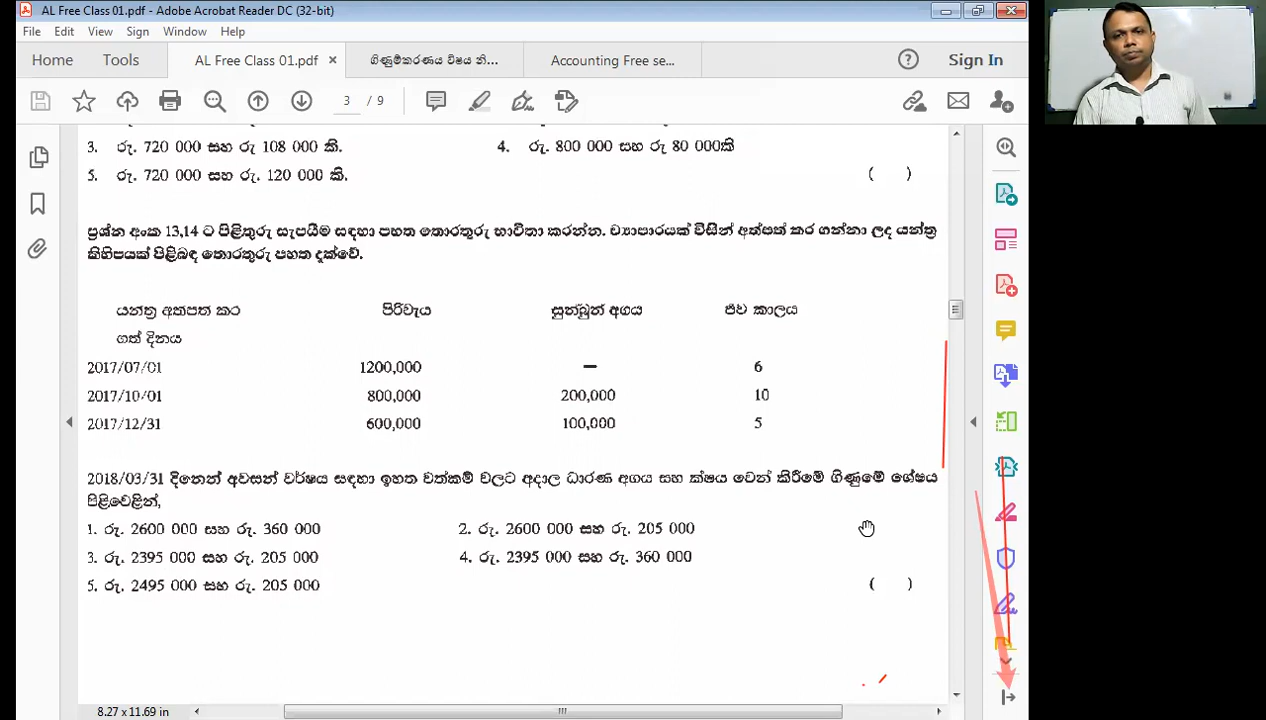 AL Free Class 01.pdf - Adobe Acrobat Reader DC (32-bit)
File Edit View Sign Window Help
Home Tools AL Free Class 01.pdf × ගිණුම්කරණය විෂය නි... Accounting Free se... Sign In
3 / 9
3. රු. 720 000 සහ රු 108 000 කි. 4. රු. 800 000 සහ රු 80 000කි
5. රු. 720 000 සහ රු. 120 000 කි. ( )
ප්‍රශ්න අංක 13,14 ට පිළිතුරු සැපයීම සඳහා පහත තොරතුරු භාවිතා කරන්න. ව්‍යාපාරයක් විසින් අත්පත් කර ගන්නා ලද යන්ත්‍ර
කිහිපයක් පිළිබඳ තොරතුරු පහත දැක්වේ.
යන්ත්‍ර අතපත් කර පිරිවැය සුන්බුන් අගය ජීව කාලය
ගත් දිනය
2017/07/01 1200,000 – 6
2017/10/01 800,000 200,000 10
2017/12/31 600,000 100,000 5
2018/03/31 දිනෙන් අවසන් වර්ෂය සඳහා ඉහත වත්කම් වලට අදාල ධාරණ අගය සහ ක්ෂය වෙන් කිරීමේ ගිණුමේ ශේෂය
පිළිවෙළින්,
1. රු. 2600 000 සහ රු. 360 000 2. රු. 2600 000 සහ රු. 205 000
3. රු. 2395 000 සහ රු. 205 000 4. රු. 2395 000 සහ රු. 360 000
5. රු. 2495 000 සහ රු. 205 000 ( )
8.27 x 11.69 in